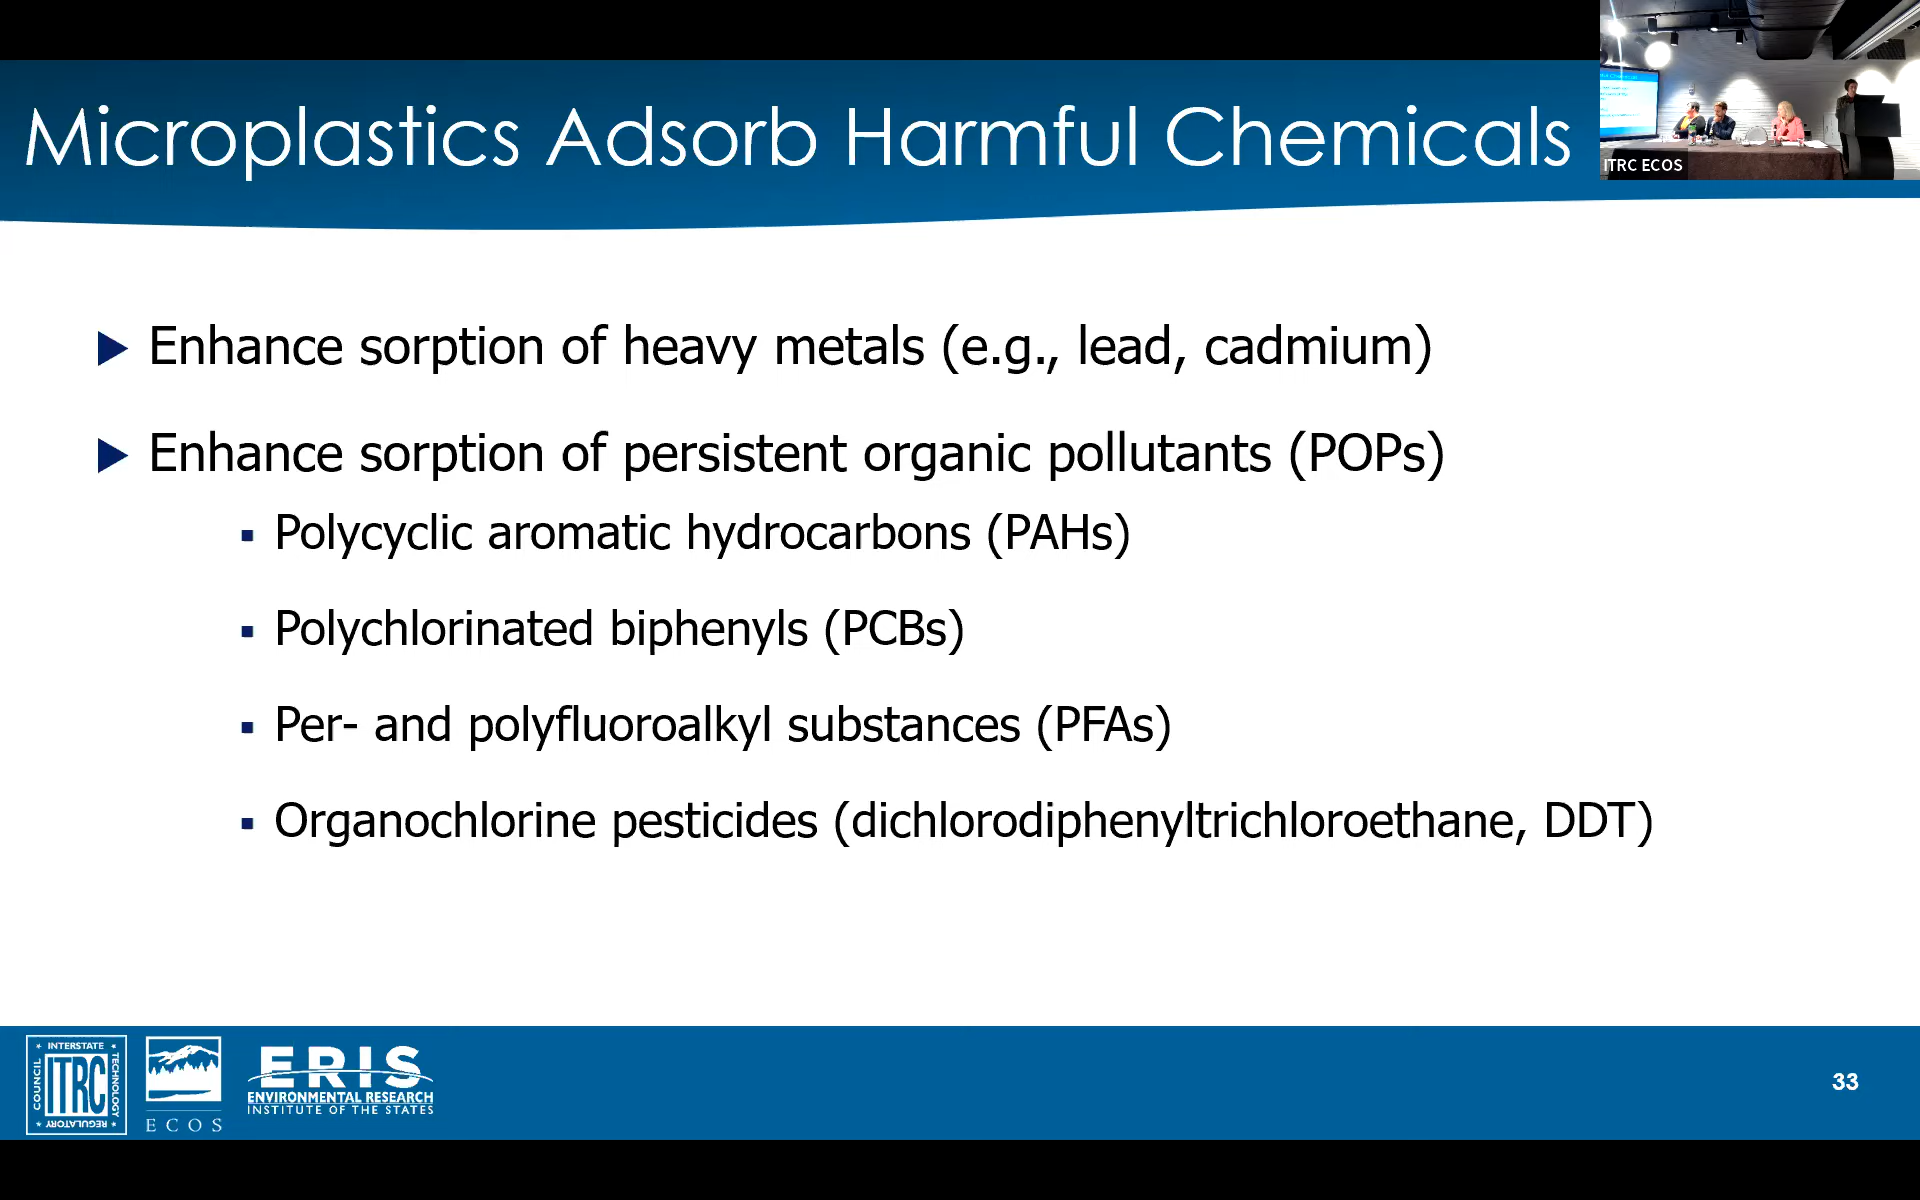 Microplastics Adsorb Harmful Chemicals
ITRC ECOS
Enhance sorption of heavy metals (e.g., lead, cadmium)
Enhance sorption of persistent organic pollutants (POPs)
Polycyclic aromatic hydrocarbons (PAHs)
Polychlorinated biphenyls (PCBs)
Per- and polyfluoroalkyl substances (PFAs)
Organochlorine pesticides (dichlorodiphenyltrichloroethane, DDT)
INTERSTATE
TECHNOLOGY
REGULATORY
COUNCIL
ITRC
ECOS
ERIS
ENVIRONMENTAL RESEARCH
INSTITUTE OF THE STATES
33